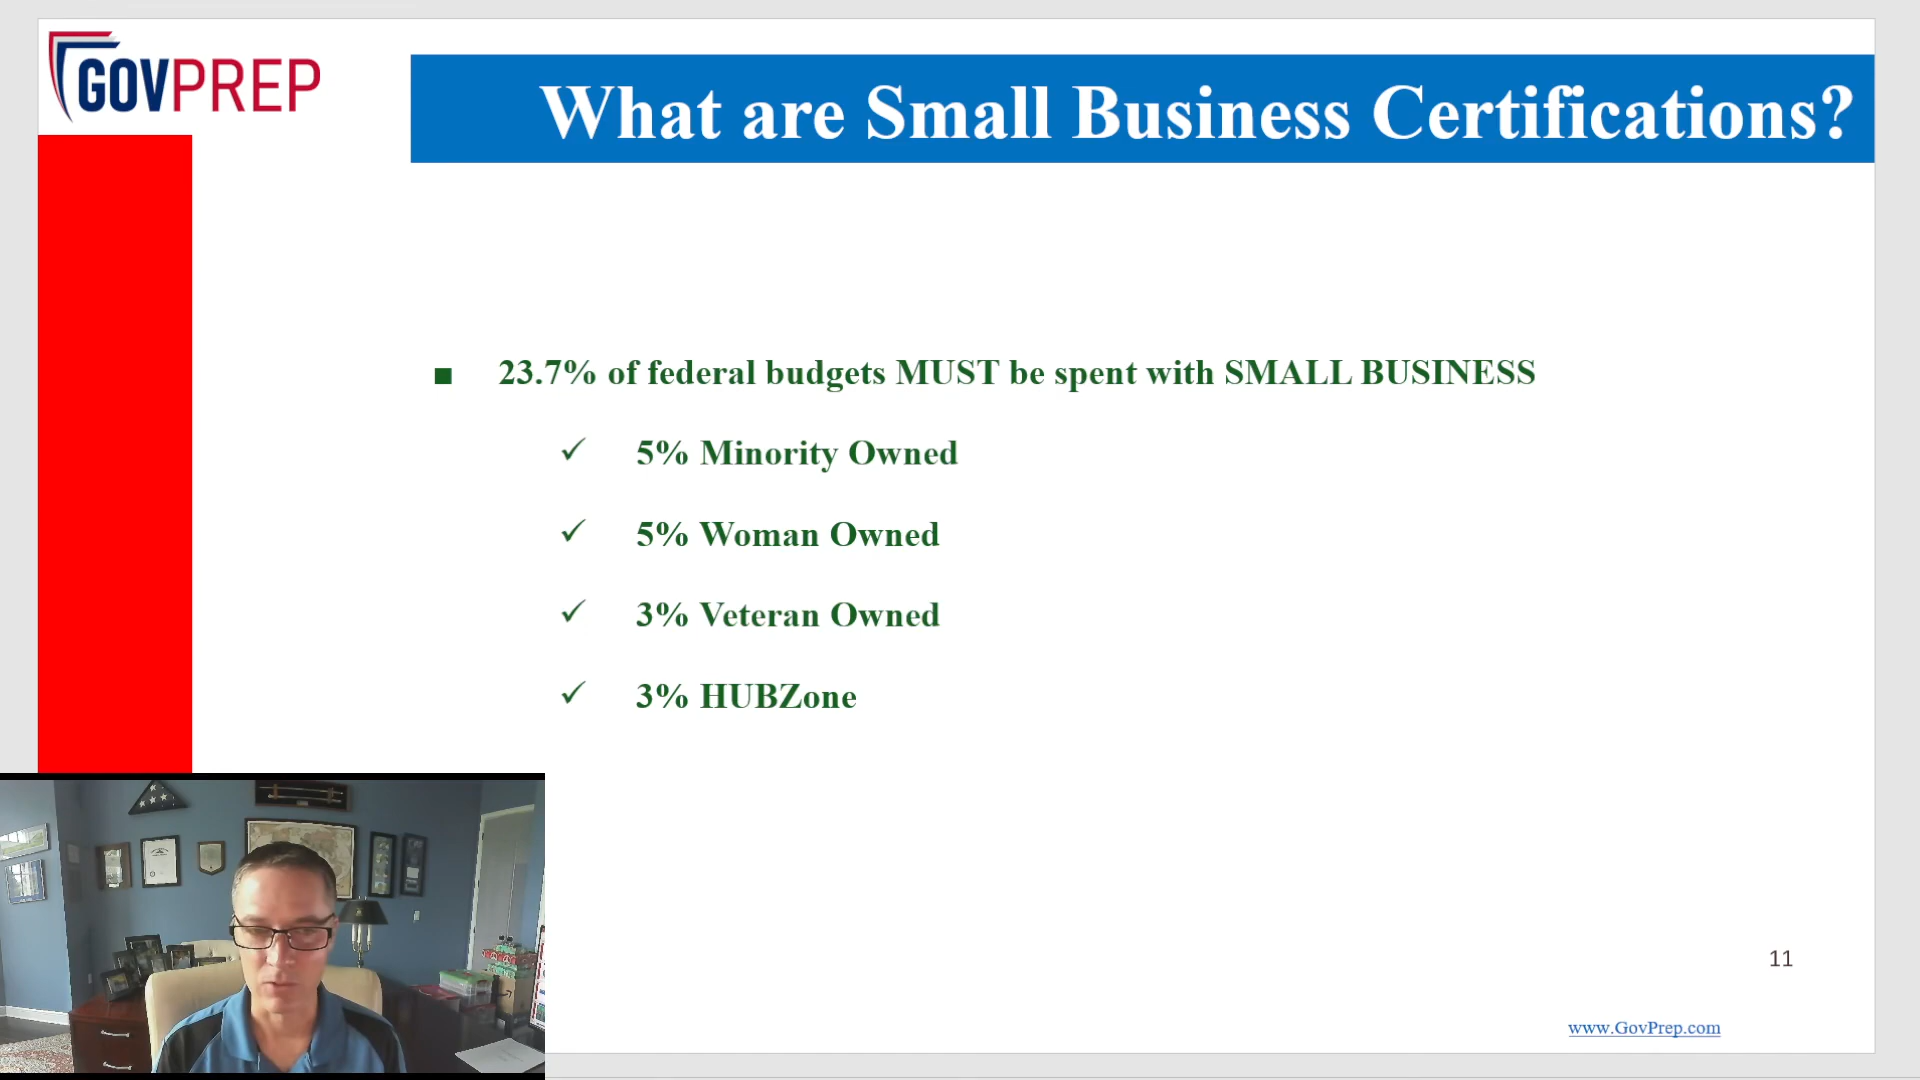 GOVPREP
What are Small Business Certifications?
■ 23.7% of federal budgets MUST be spent with SMALL BUSINESS
✓ 5% Minority Owned
✓ 5% Woman Owned
✓ 3% Veteran Owned
✓ 3% HUBZone
11
www.GovPrep.com